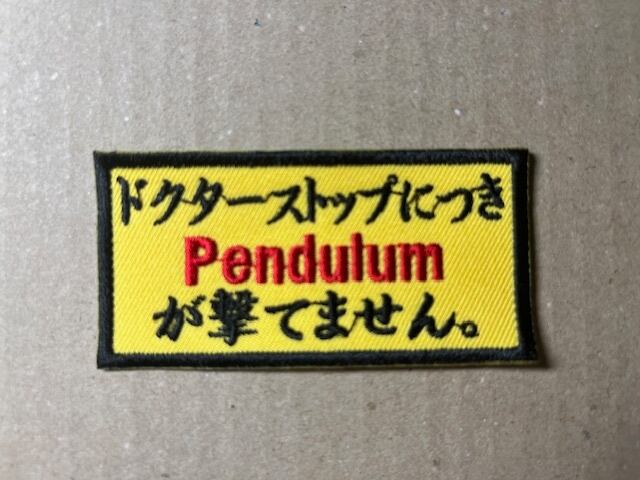 ドクターストップにつき
Pendulum
が撃てません。